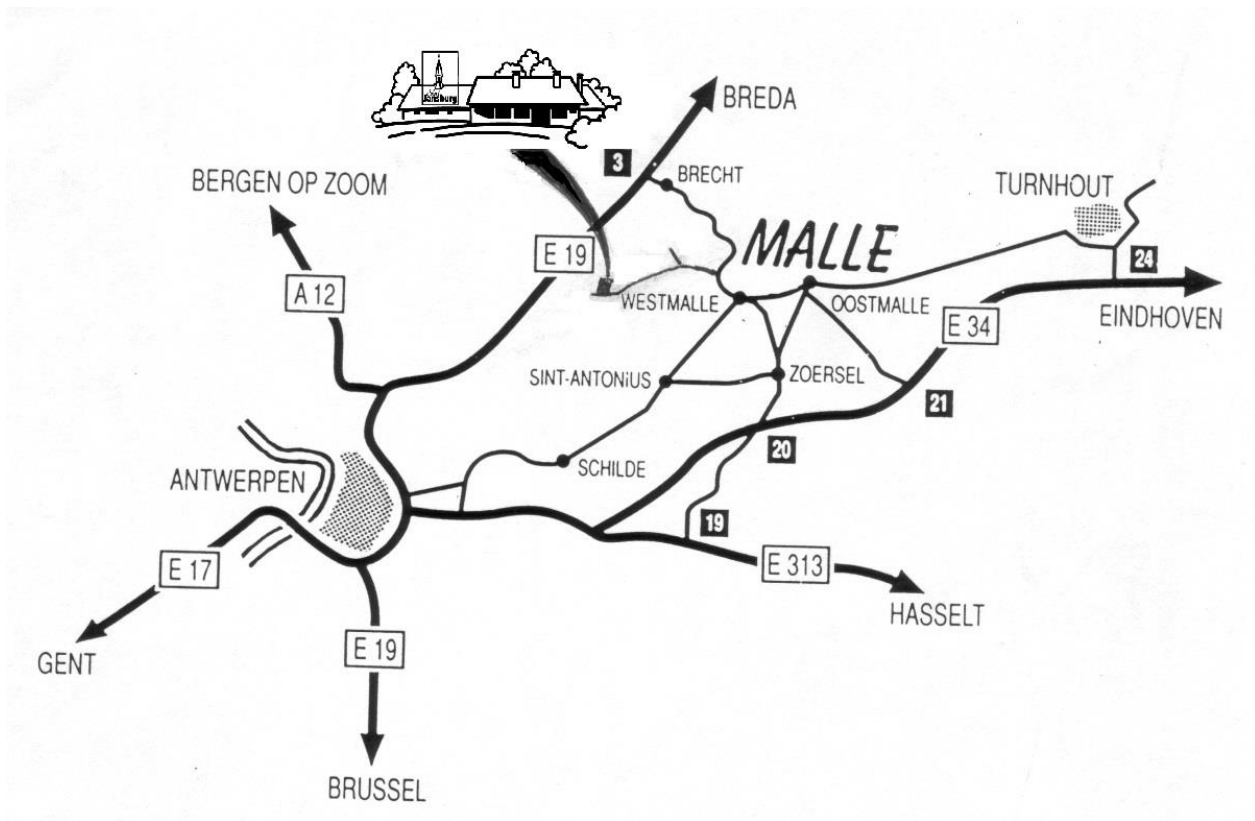 BREDA
3
BRECHT
BERGEN OP ZOOM
TURNHOUT
MALLE
E 19
24
A 12
WESTMALLE
OOSTMALLE
EINDHOVEN
E 34
SINT-ANTONiUS
ZOERSEL
21
20
ANTWERPEN
SCHILDE
19
E 17
E 313
HASSELT
GENT
E 19
BRUSSEL